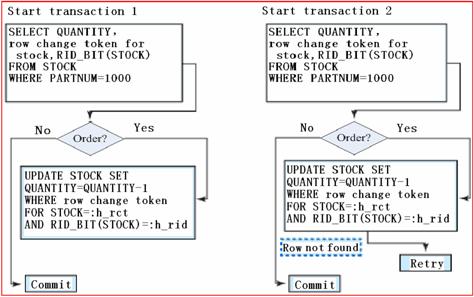 Start transaction 1
SELECT QUANTITY,
row change token for
stock,RID_BIT(STOCK)
FROM STOCK
WHERE PARTNUM=1000
No
Order?
Yes
UPDATE STOCK SET
QUANTITY=QUANTITY-1
WHERE row change token
FOR STOCK=:h_rct
AND RID_BIT(STOCK)=:h_rid
Commit
Start transaction 2
SELECT QUANTITY,
row change token for
stock,RID_BIT(STOCK)
FROM STOCK
WHERE PARTNUM=1000
No
Order?
Yes
UPDATE STOCK SET
QUANTITY=QUANTITY-1
WHERE row change token
FOR STOCK=:h_rct
AND RID_BIT(STOCK)=:h_rid
Row not found
Retry
Commit